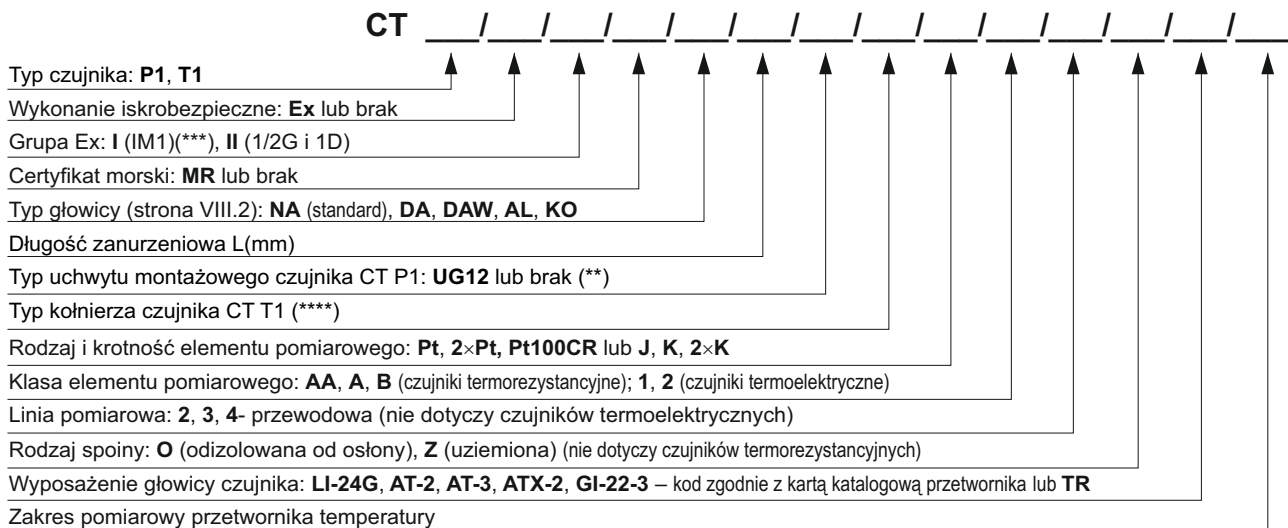 CT ___/___/___/___/___/___/___/___/___/___/___/___/___/___
Typ czujnika: P1, T1
Wykonanie iskrobezpieczne: Ex lub brak
Grupa Ex: I (IM1)(***), II (1/2G i 1D)
Certyfikat morski: MR lub brak
Typ głowicy (strona VIII.2): NA (standard), DA, DAW, AL, KO
Długość zanurzeniowa L(mm)
Typ uchwytu montażowego czujnika CT P1: UG12 lub brak (**)
Typ kołnierza czujnika CT T1 (****)
Rodzaj i krotność elementu pomiarowego: Pt, 2×Pt, Pt100CR lub J, K, 2×K
Klasa elementu pomiarowego: AA, A, B (czujniki termorezystancyjne); 1, 2 (czujniki termoelektryczne)
Linia pomiarowa: 2, 3, 4- przewodowa (nie dotyczy czujników termoelektrycznych)
Rodzaj spoiny: O (odizolowana od osłony), Z (uziemiona) (nie dotyczy czujników termorezystancyjnych)
Wyposażenie głowicy czujnika: LI-24G, AT-2, AT-3, ATX-2, GI-22-3 – kod zgodnie z kartą katalogową przetwornika lub TR
Zakres pomiarowy przetwornika temperatury